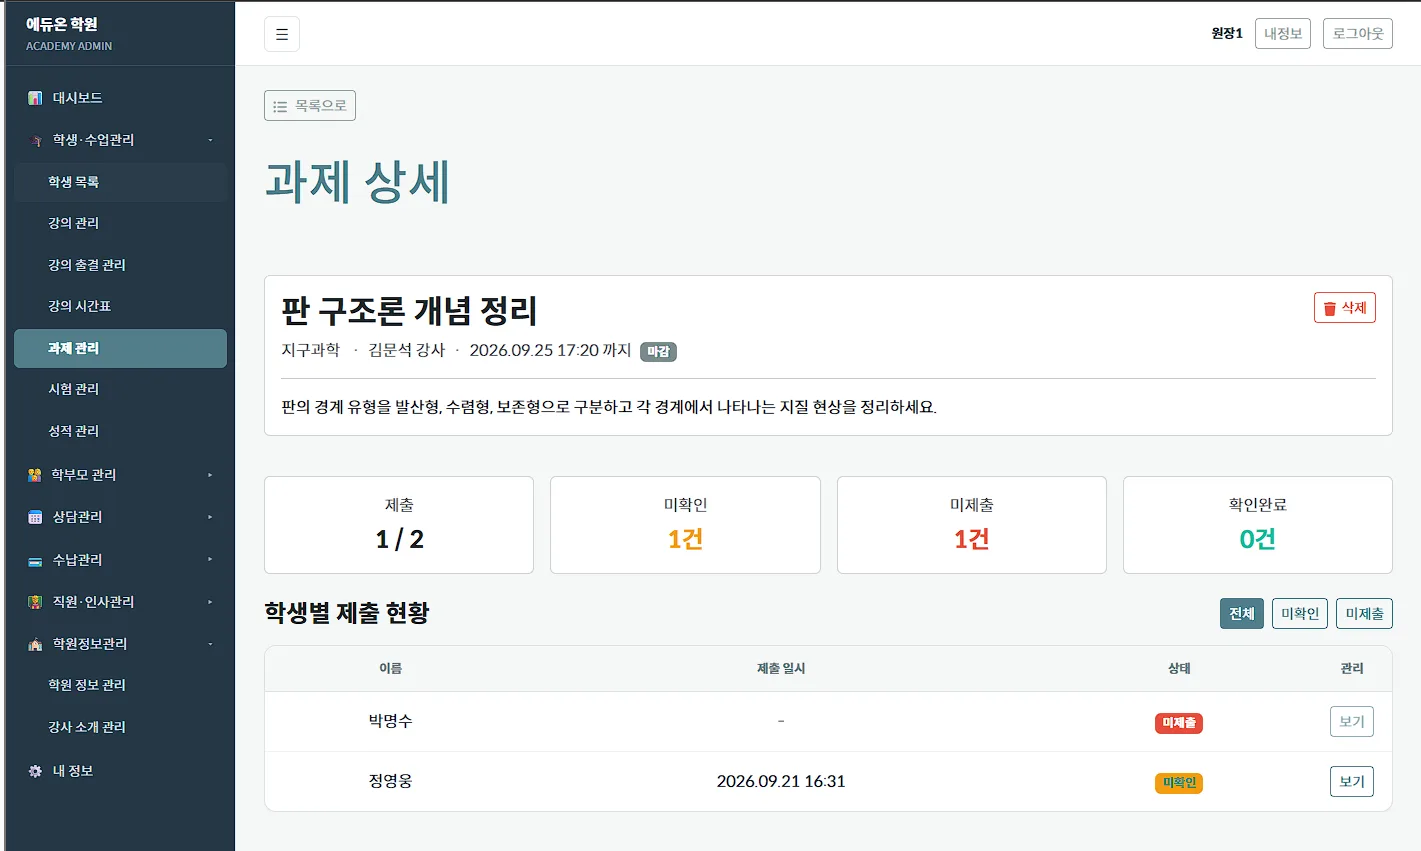 에듀온 학원
ACADEMY ADMIN
대시보드
학생·수업관리
학생 목록
강의 관리
강의 출결 관리
강의 시간표
과제 관리
시험 관리
성적 관리
학부모 관리
상담관리
수납관리
직원·인사관리
학원정보관리
학원 정보 관리
강사 소개 관리
내 정보
원장1 내정보 로그아웃
목록으로
과제 상세
판 구조론 개념 정리
삭제
지구과학 · 김문석 강사 · 2026.09.25 17:20 까지 마감
판의 경계 유형을 발산형, 수렴형, 보존형으로 구분하고 각 경계에서 나타나는 지질 현상을 정리하세요.
제출 미확인 미제출 확인완료
1 / 2 1건 1건 0건
학생별 제출 현황 전체 미확인 미제출
이름 제출 일시 상태 관리
박명수 - 미제출 보기
정영웅 2026.09.21 16:31 미확인 보기